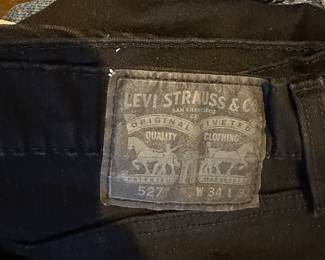 LEVI STRAUSS & CO
SAN FRANCISCO
ORIGINAL RIVETED
QUALITY CLOTHING
527 W 34 L